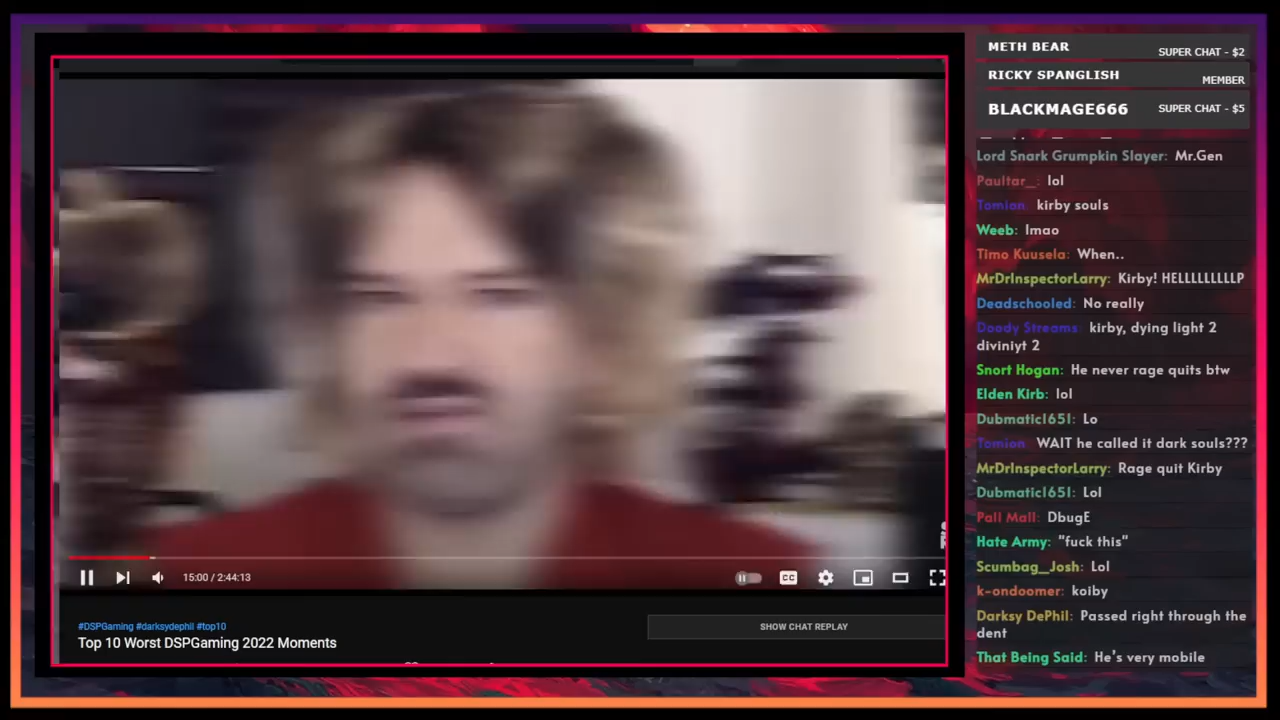 METH BEAR
SUPER CHAT - $2
RICKY SPANGLISH
MEMBER
BLACKMAGE666
SUPER CHAT - $5
Lord Snark Grumpkin Slayer: Mr.Gen
Paultar_: lol
Tomion: kirby souls
Weeb: lmao
Timo Kuusela: When..
MrDrInspectorLarry: Kirby! HELLLLLLLLP
Deadschooled: No really
Doody Streams: kirby, dying light 2
diviniyt 2
Snort Hogan: He never rage quits btw
Elden Kirb: lol
Dubmatic1651: Lo
Tomion: WAIT he called it dark souls???
MrDrInspectorLarry: Rage quit Kirby
Dubmatic1651: Lol
Pall Mall: DbugE
Hate Army: "fuck this"
Scumbag_Josh: Lol
k-ondoomer: koiby
Darksy DePhil: Passed right through the
dent
That Being Said: He's very mobile
15:00 / 2:44:13
CC
#DSPGaming #darksydephil #top10
Top 10 Worst DSPGaming 2022 Moments
SHOW CHAT REPLAY